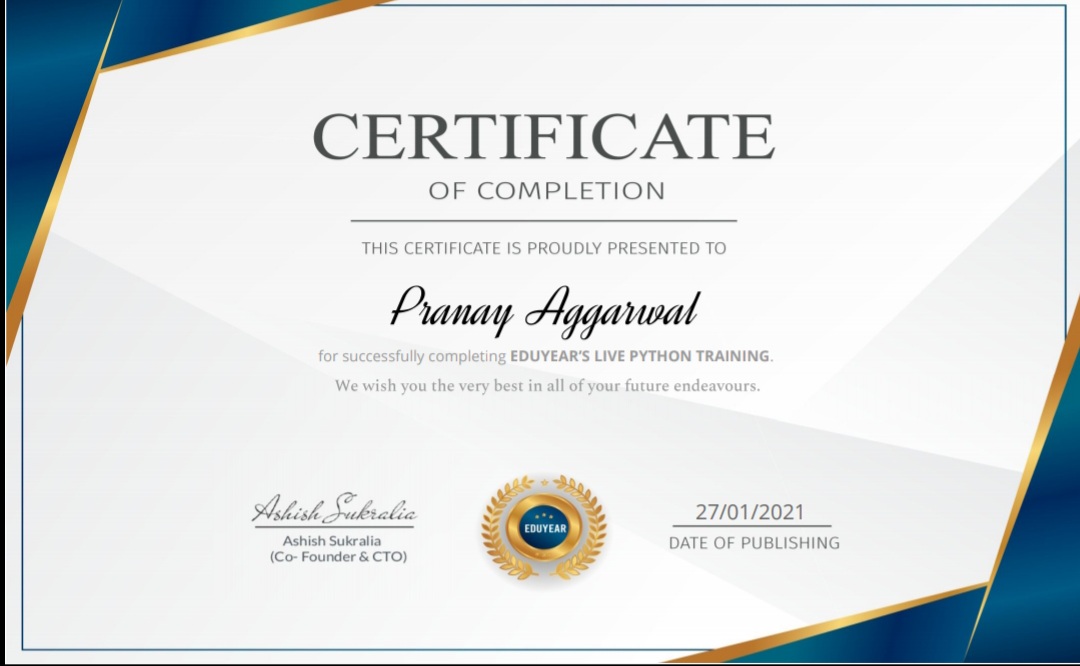 CERTIFICATE
OF COMPLETION
THIS CERTIFICATE IS PROUDLY PRESENTED TO
Pranay Aggarwal
for successfully completing EDUYEAR'S LIVE PYTHON TRAINING.
We wish you the very best in all of your future endeavours.
Ashish Sukralia
Ashish Sukralia
(Co- Founder & CTO)
EDUYEAR
27/01/2021
DATE OF PUBLISHING